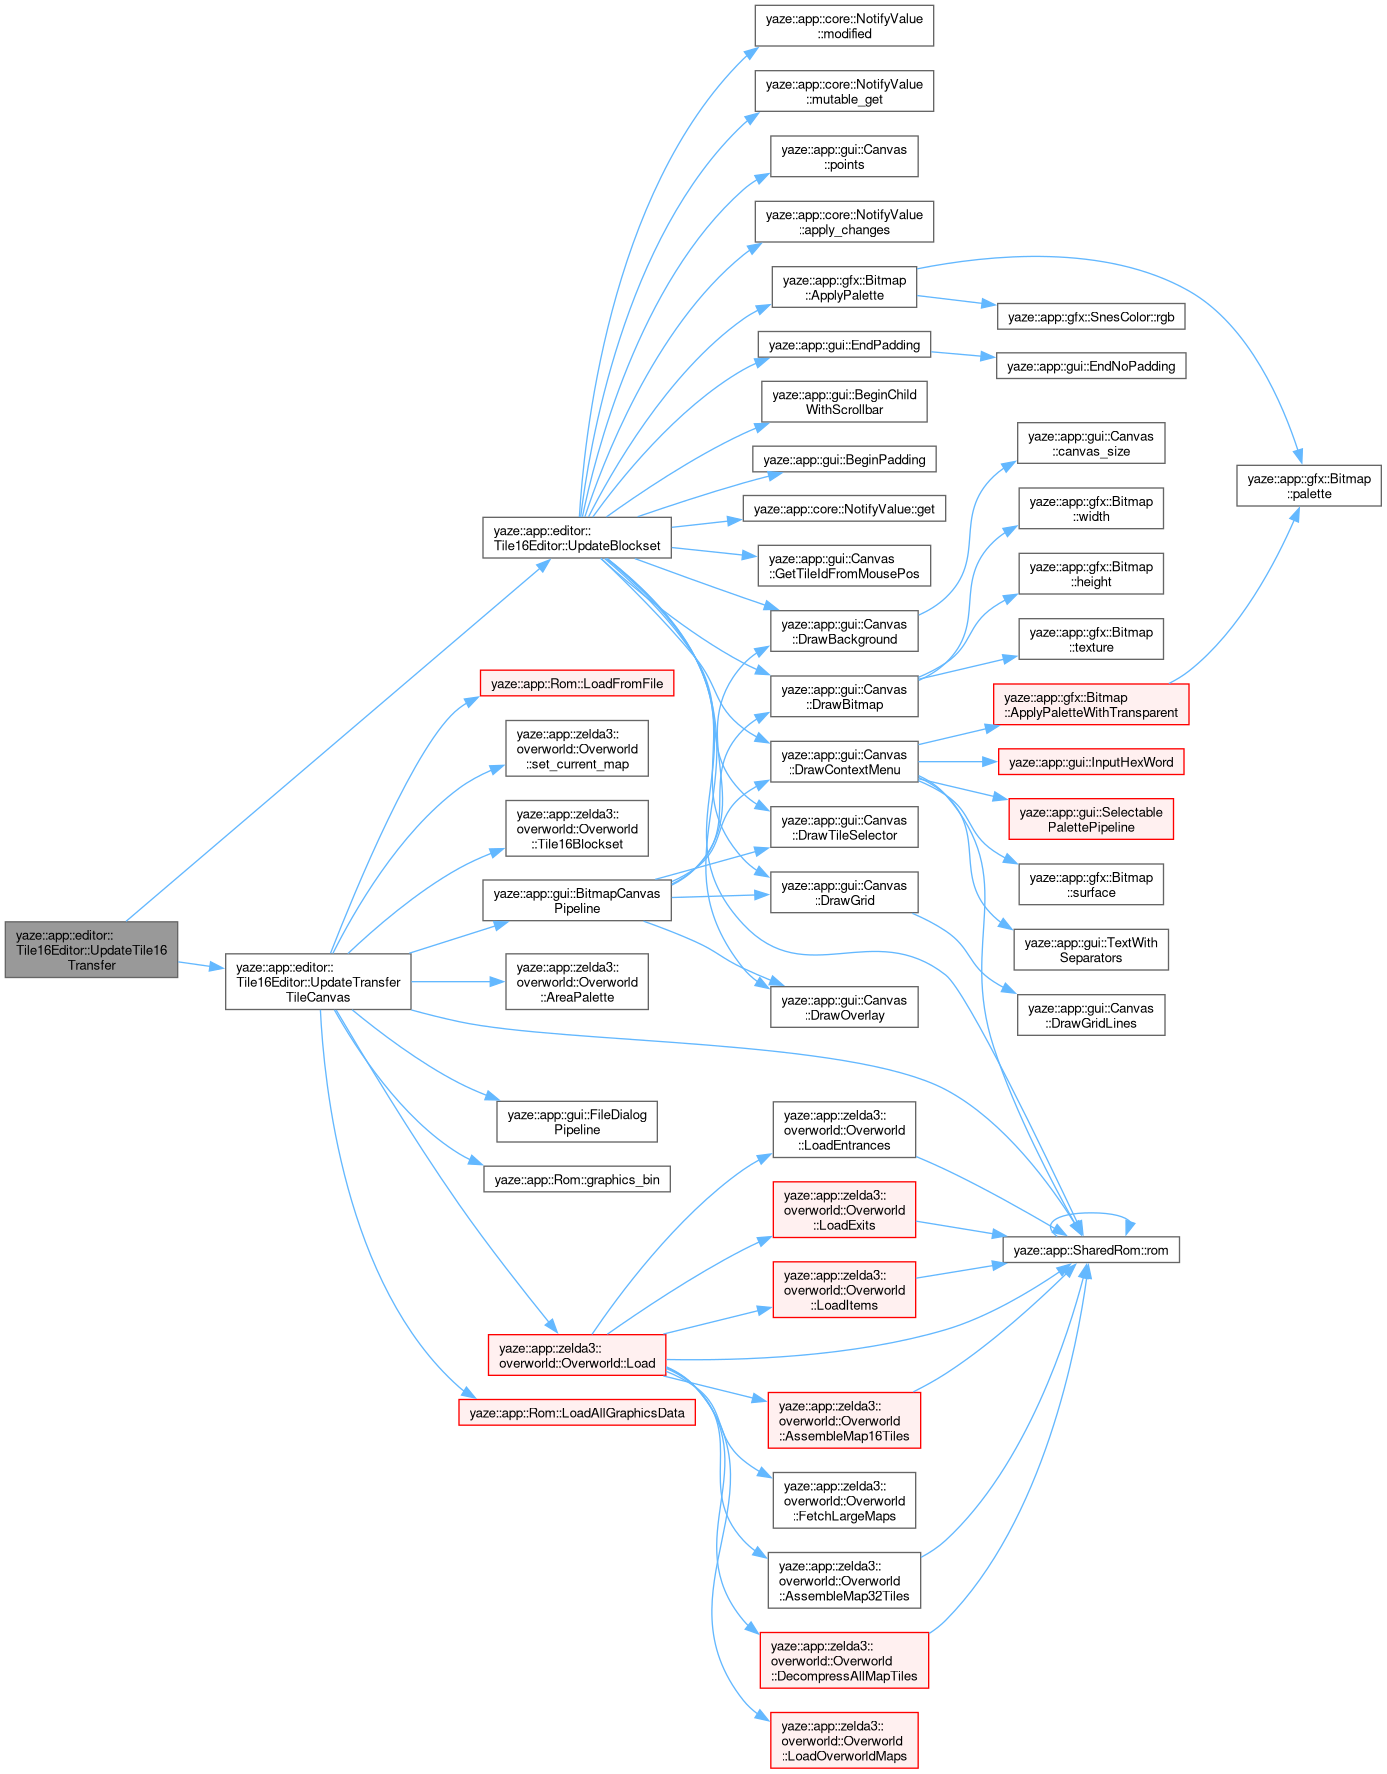 yaze::app::editor::
Tile16Editor::UpdateTile16
Transfer
yaze::app::editor::
Tile16Editor::UpdateBlockset
yaze::app::core::NotifyValue
::modified
yaze::app::core::NotifyValue
::mutable_get
yaze::app::gui::Canvas
::points
yaze::app::core::NotifyValue
::apply_changes
yaze::app::gfx::Bitmap
::ApplyPalette
yaze::app::gfx::SnesColor::rgb
yaze::app::gui::EndPadding
yaze::app::gui::EndNoPadding
yaze::app::gui::BeginChild
WithScrollbar
yaze::app::gui::BeginPadding
yaze::app::core::NotifyValue::get
yaze::app::gui::Canvas
::GetTileIdFromMousePos
yaze::app::gui::Canvas
::DrawBackground
yaze::app::gui::Canvas
::DrawBitmap
yaze::app::gui::Canvas
::DrawContextMenu
yaze::app::gui::Canvas
::DrawTileSelector
yaze::app::gui::Canvas
::DrawGrid
yaze::app::gui::Canvas
::DrawOverlay
yaze::app::gui::Canvas
::canvas_size
yaze::app::gfx::Bitmap
::width
yaze::app::gfx::Bitmap
::height
yaze::app::gfx::Bitmap
::texture
yaze::app::gfx::Bitmap
::ApplyPaletteWithTransparent
yaze::app::gui::InputHexWord
yaze::app::gui::Selectable
PalettePipeline
yaze::app::gfx::Bitmap
::surface
yaze::app::gui::TextWith
Separators
yaze::app::gui::Canvas
::DrawGridLines
yaze::app::gfx::Bitmap
::palette
yaze::app::editor::
Tile16Editor::UpdateTransfer
TileCanvas
yaze::app::Rom::LoadFromFile
yaze::app::zelda3::
overworld::Overworld
::set_current_map
yaze::app::zelda3::
overworld::Overworld
::Tile16Blockset
yaze::app::gui::BitmapCanvas
Pipeline
yaze::app::zelda3::
overworld::Overworld
::AreaPalette
yaze::app::gui::FileDialog
Pipeline
yaze::app::Rom::graphics_bin
yaze::app::zelda3::
overworld::Overworld::Load
yaze::app::Rom::LoadAllGraphicsData
yaze::app::zelda3::
overworld::Overworld
::LoadEntrances
yaze::app::zelda3::
overworld::Overworld
::LoadExits
yaze::app::zelda3::
overworld::Overworld
::LoadItems
yaze::app::zelda3::
overworld::Overworld
::AssembleMap16Tiles
yaze::app::zelda3::
overworld::Overworld
::FetchLargeMaps
yaze::app::zelda3::
overworld::Overworld
::AssembleMap32Tiles
yaze::app::zelda3::
overworld::Overworld
::DecompressAllMapTiles
yaze::app::zelda3::
overworld::Overworld
::LoadOverworldMaps
yaze::app::SharedRom::rom